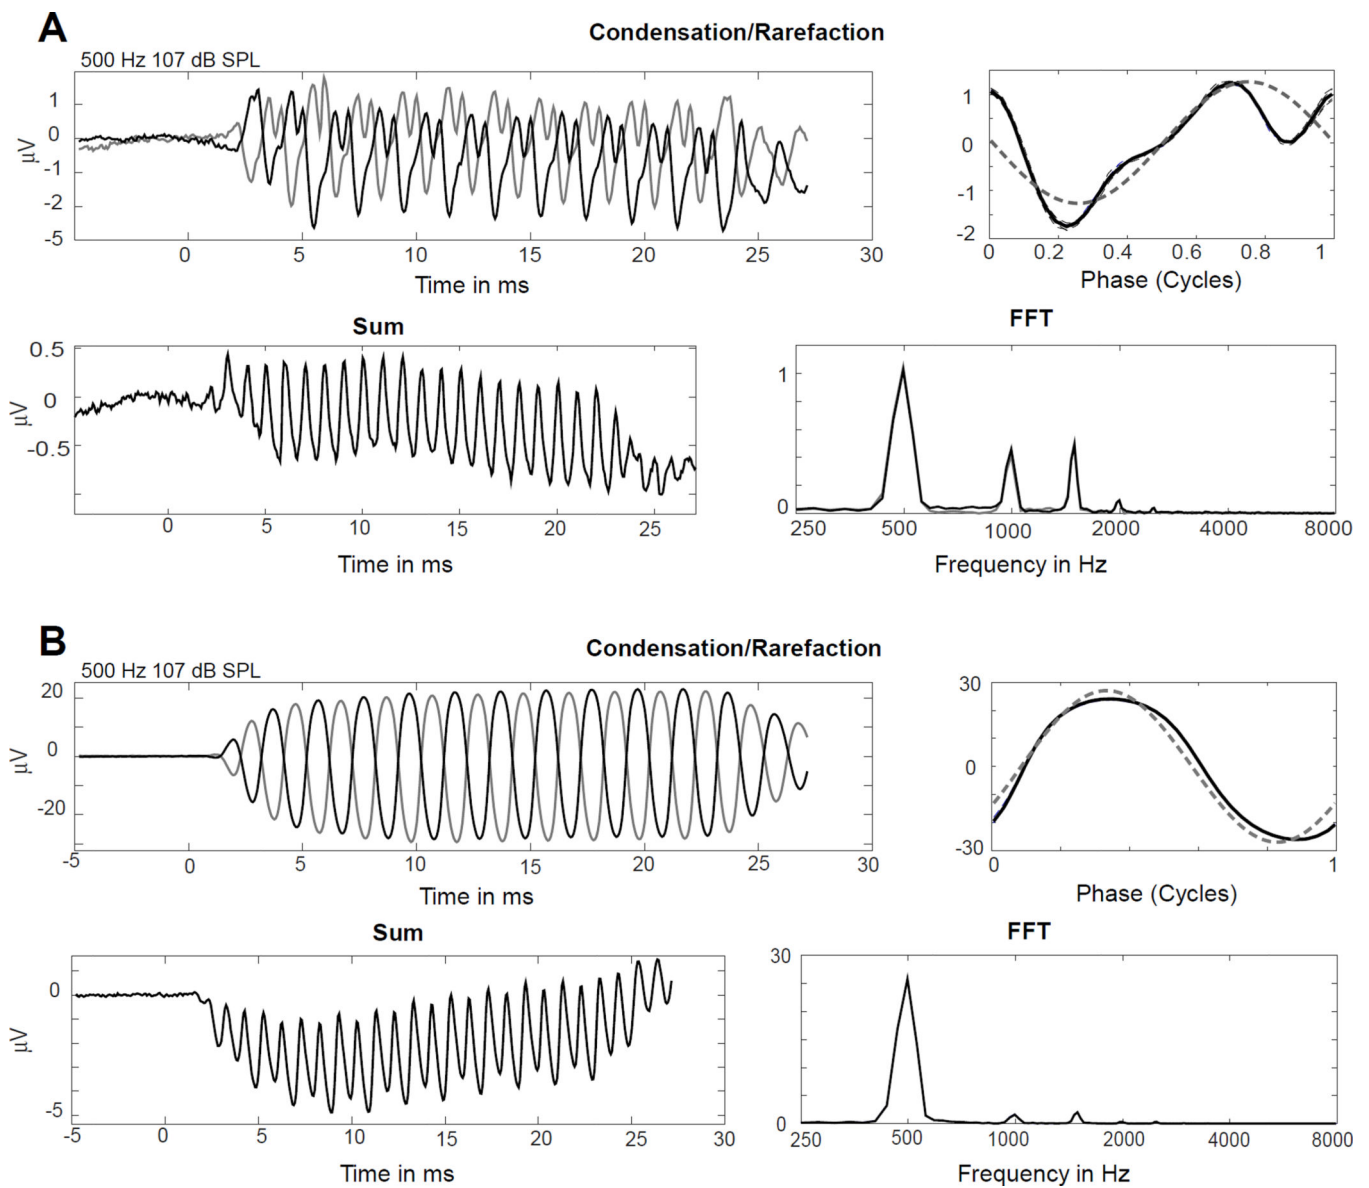 A
Condensation/Rarefaction
500 Hz 107 dB SPL
1
0
-1
-2
-5
µV
0 5 10 15 20 25 30
Time in ms
1
0
-1
-2
0 0.2 0.4 0.6 0.8 1
Phase (Cycles)
Sum
0.5
0
-0.5
µV
0 5 10 15 20 25
Time in ms
FFT
1
0
250 500 1000 2000 4000 8000
Frequency in Hz
B
Condensation/Rarefaction
500 Hz 107 dB SPL
20
0
-20
µV
-5 0 5 10 15 20 25 30
Time in ms
30
0
-30
0 1
Phase (Cycles)
Sum
0
-5
µV
-5 0 5 10 15 20 25 30
Time in ms
FFT
30
0
250 500 1000 2000 4000 8000
Frequency in Hz